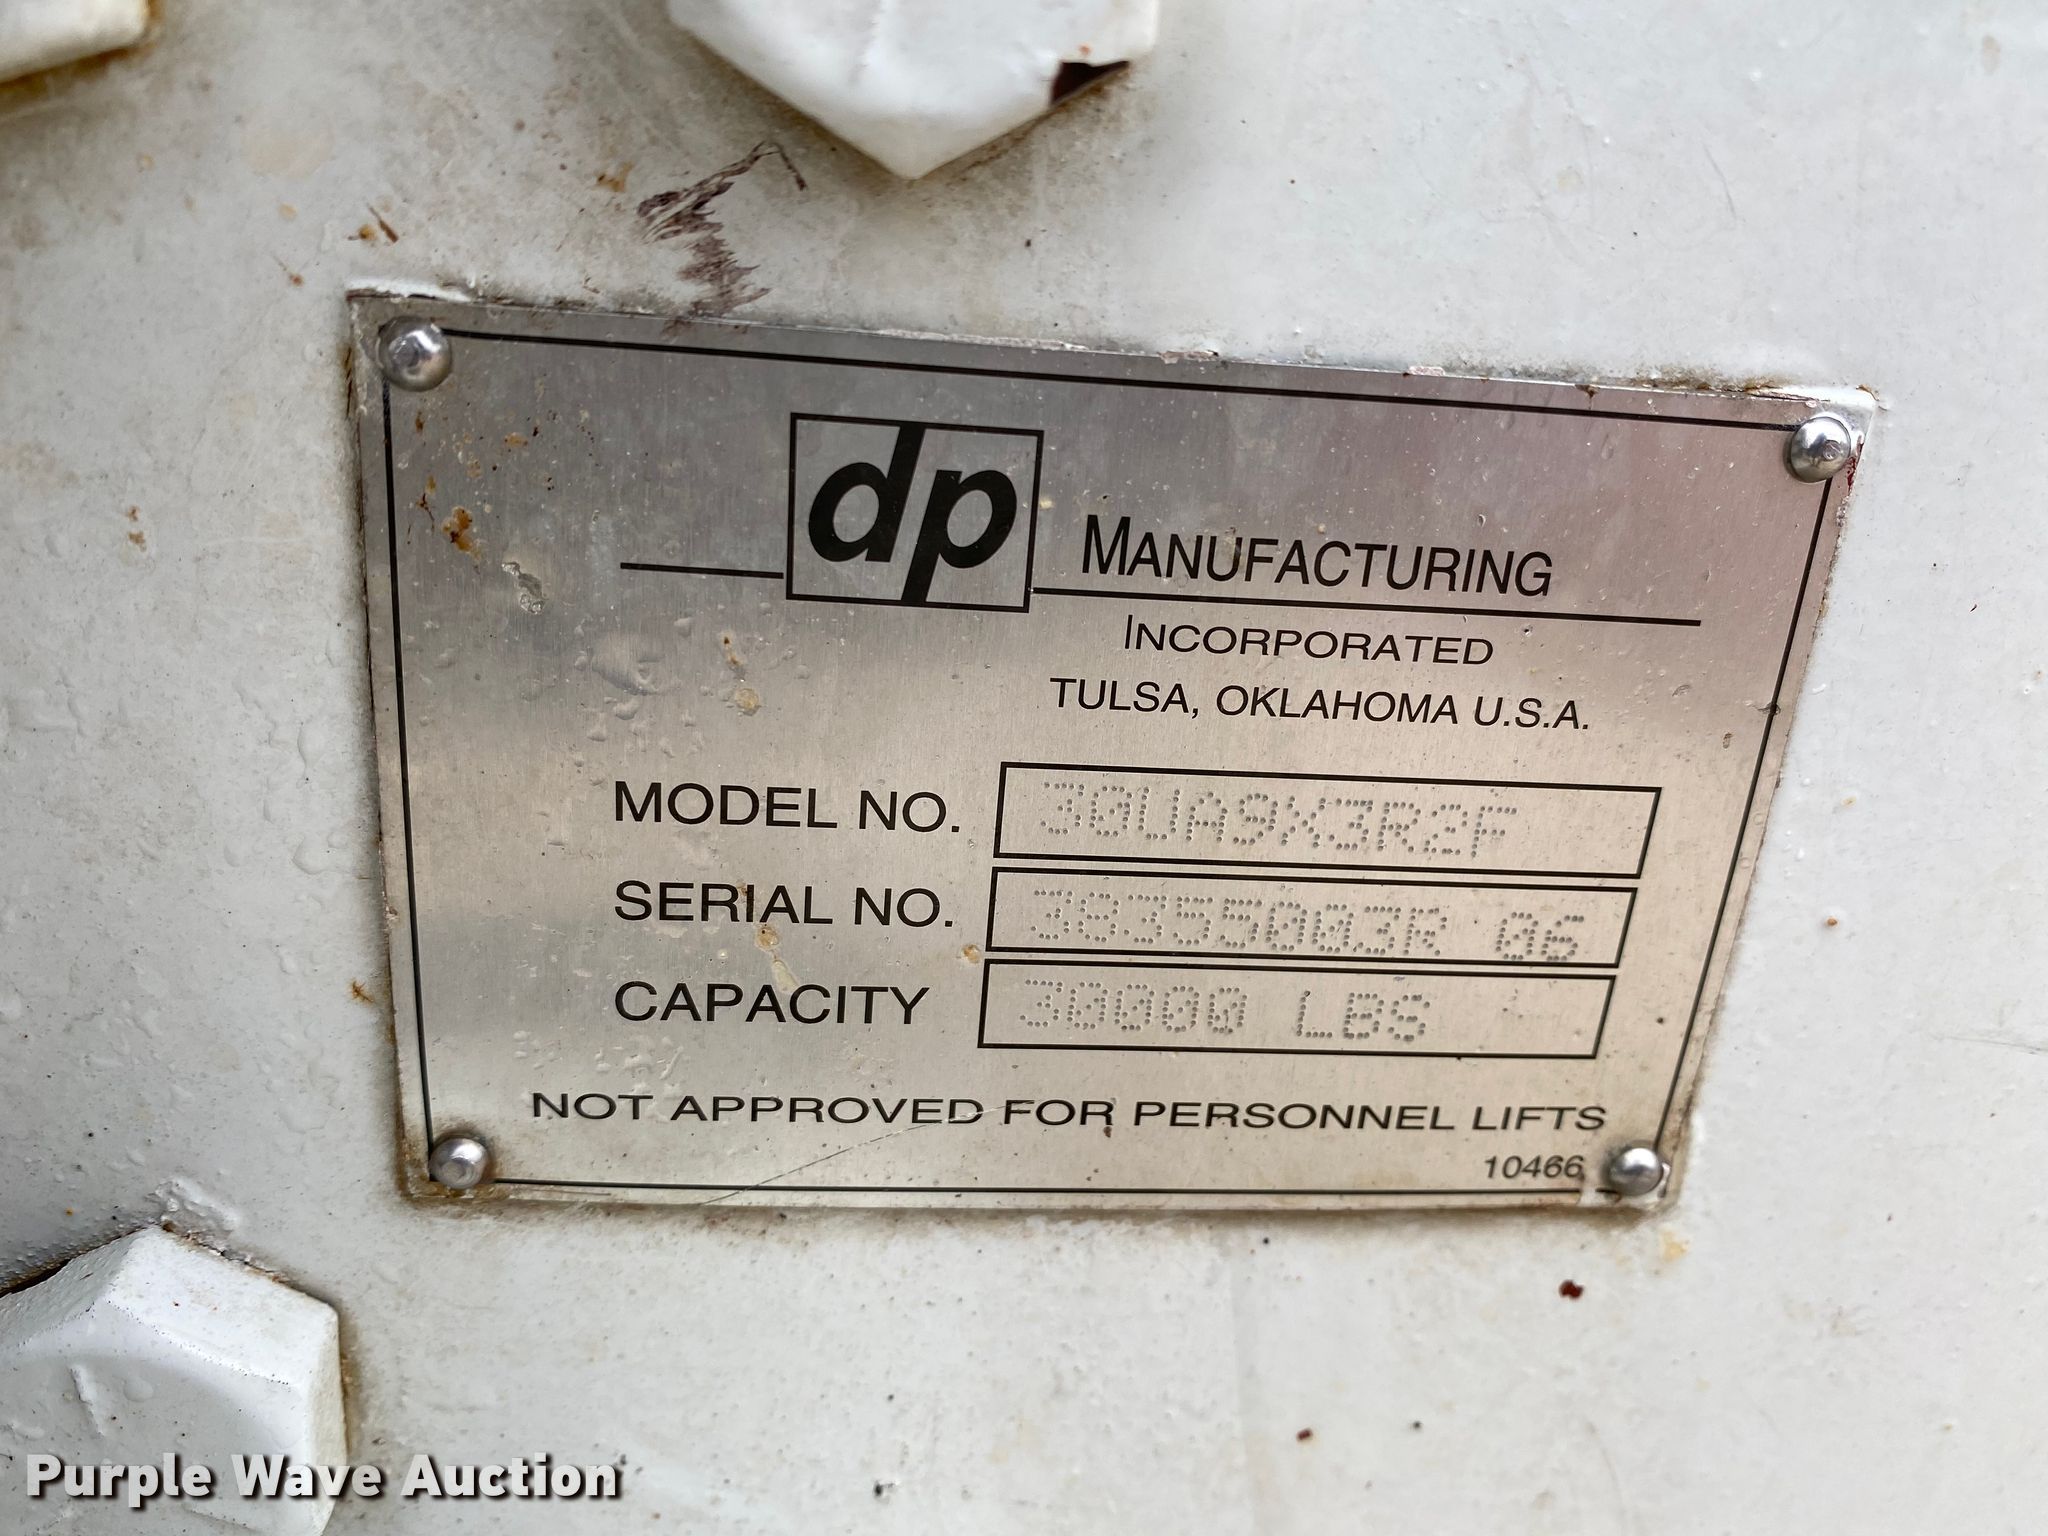 dp MANUFACTURING
INCORPORATED
TULSA, OKLAHOMA U.S.A.
MODEL NO. 30UA9X3R2F
SERIAL NO. 38355003R 06
CAPACITY 30000 LBS
NOT APPROVED FOR PERSONNEL LIFTS
10466
Purple Wave Auction